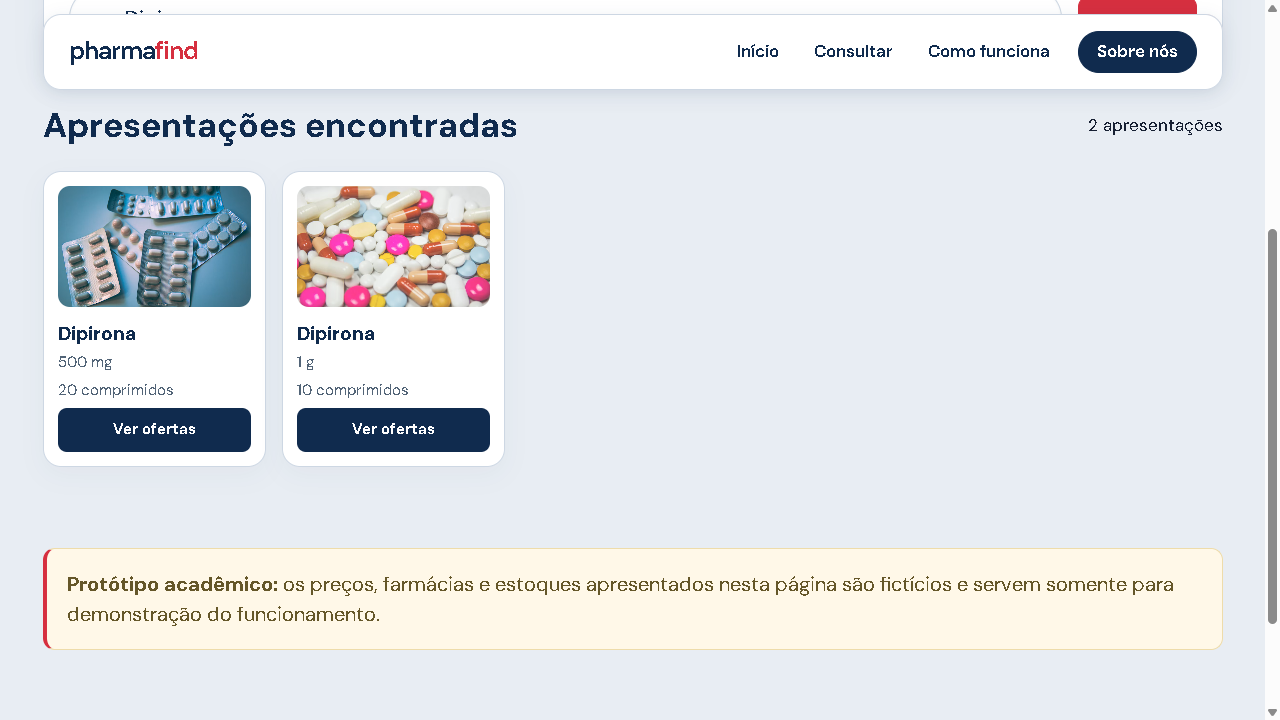 pharmafind
Início
Consultar
Como funciona
Sobre nós
Apresentações encontradas
2 apresentações
Dipirona
500 mg
20 comprimidos
Ver ofertas
Dipirona
1 g
10 comprimidos
Ver ofertas
Protótipo acadêmico: os preços, farmácias e estoques apresentados nesta página são fictícios e servem somente para
demonstração do funcionamento.